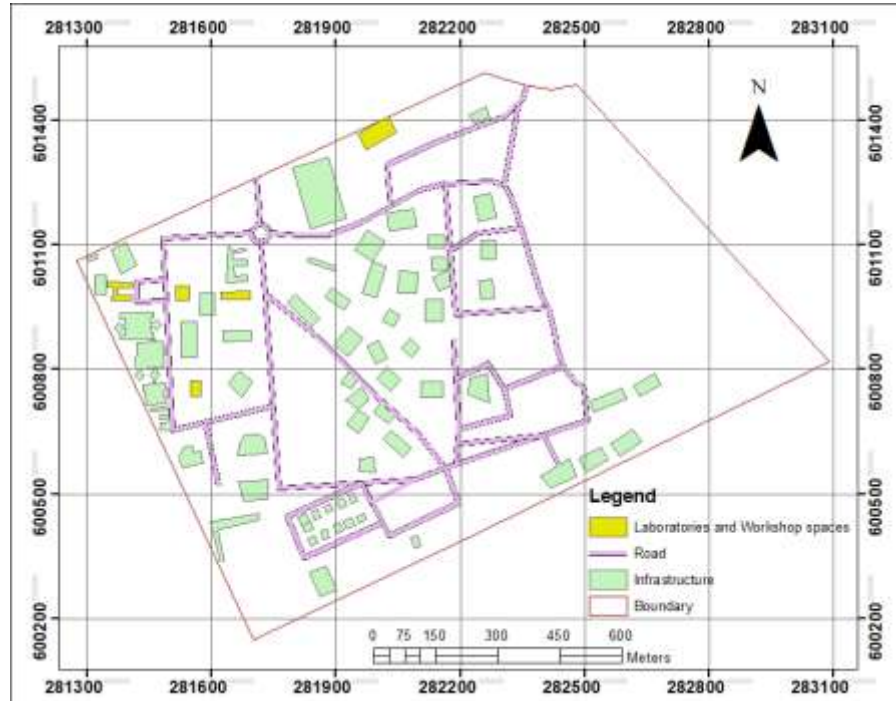 281300 281600 281900 282200 282500 282800 283100
N
601400 601400
601100 601100
600800 600800
600500 600500
Legend
Laboratories and Workshop spaces
Road
Infrastructure
Boundary
600200 600200
0 75 150 300 450 600
Meters
281300 281600 281900 282200 282500 282800 283100